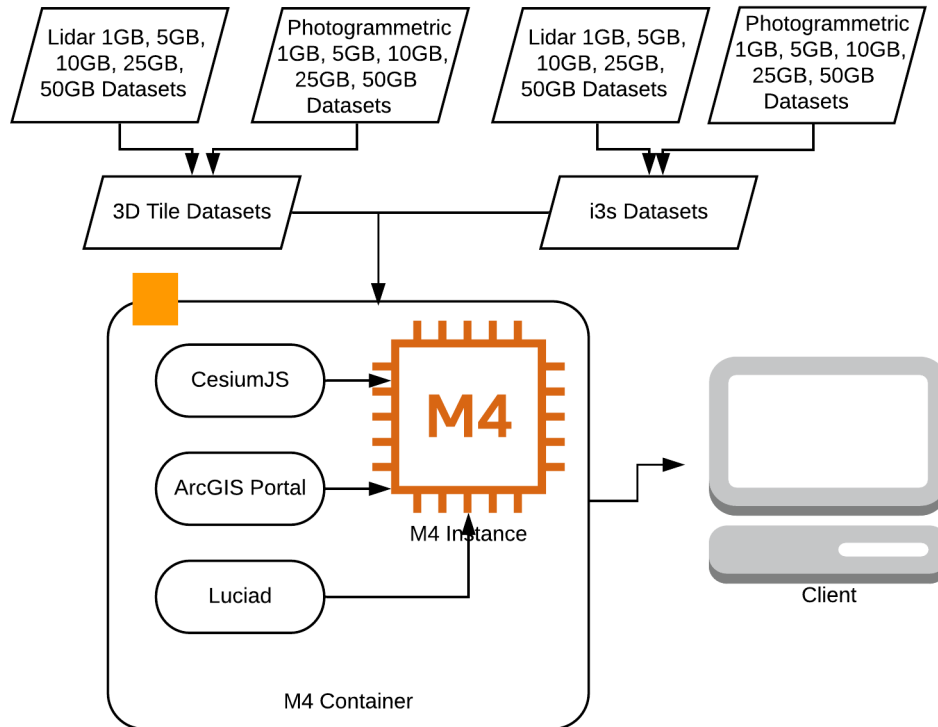 Lidar 1GB, 5GB,
10GB, 25GB,
50GB Datasets
Photogrammetric
1GB, 5GB, 10GB,
25GB, 50GB
Datasets
Lidar 1GB, 5GB,
10GB, 25GB,
50GB Datasets
Photogrammetric
1GB, 5GB, 10GB,
25GB, 50GB
Datasets
3D Tile Datasets
i3s Datasets
CesiumJS
M4
ArcGIS Portal
M4 Instance
Luciad
Client
M4 Container